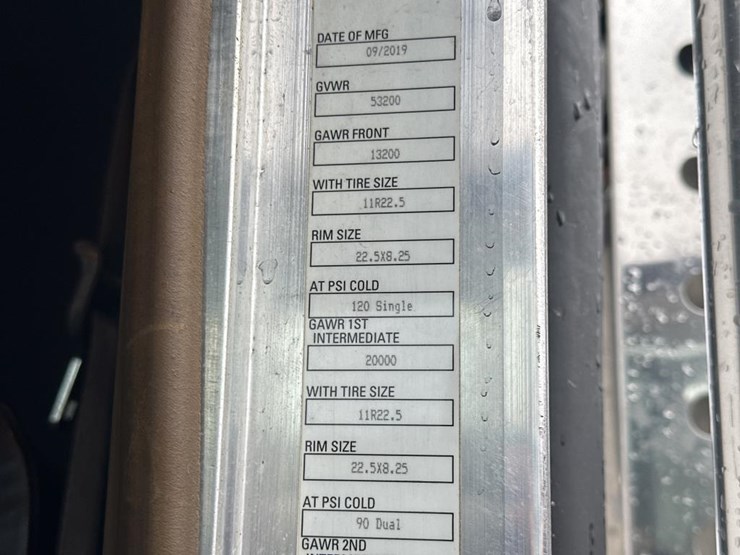 DATE OF MFG
09/2019
GVWR
53200
GAWR FRONT
13200
WITH TIRE SIZE
11R22.5
RIM SIZE
22.5X8.25
AT PSI COLD
120 Single
GAWR 1ST
INTERMEDIATE
20000
WITH TIRE SIZE
11R22.5
RIM SIZE
22.5X8.25
AT PSI COLD
90 Dual
GAWR 2ND